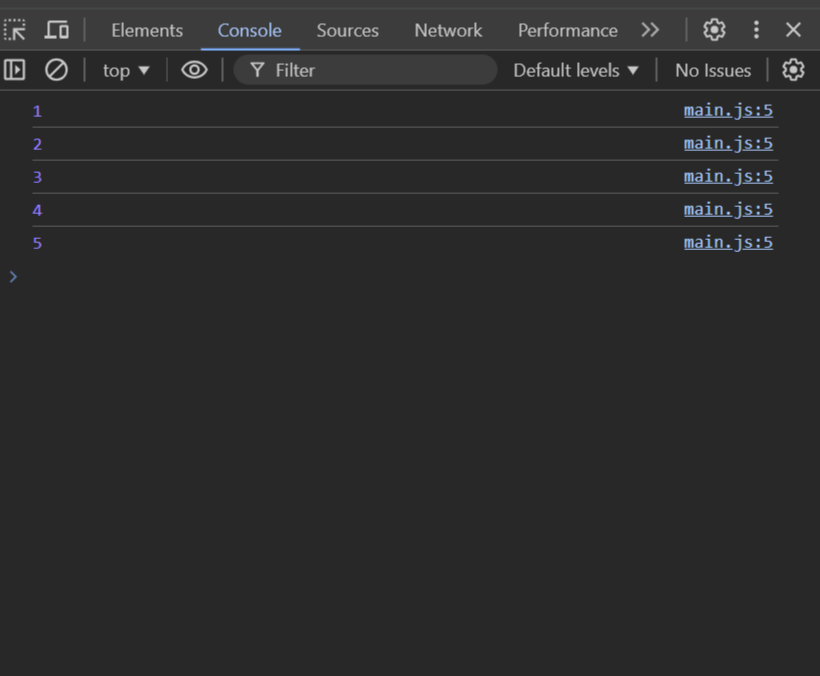 Elements Console Sources Network Performance
top Filter Default levels No Issues
1 main.js:5
2 main.js:5
3 main.js:5
4 main.js:5
5 main.js:5